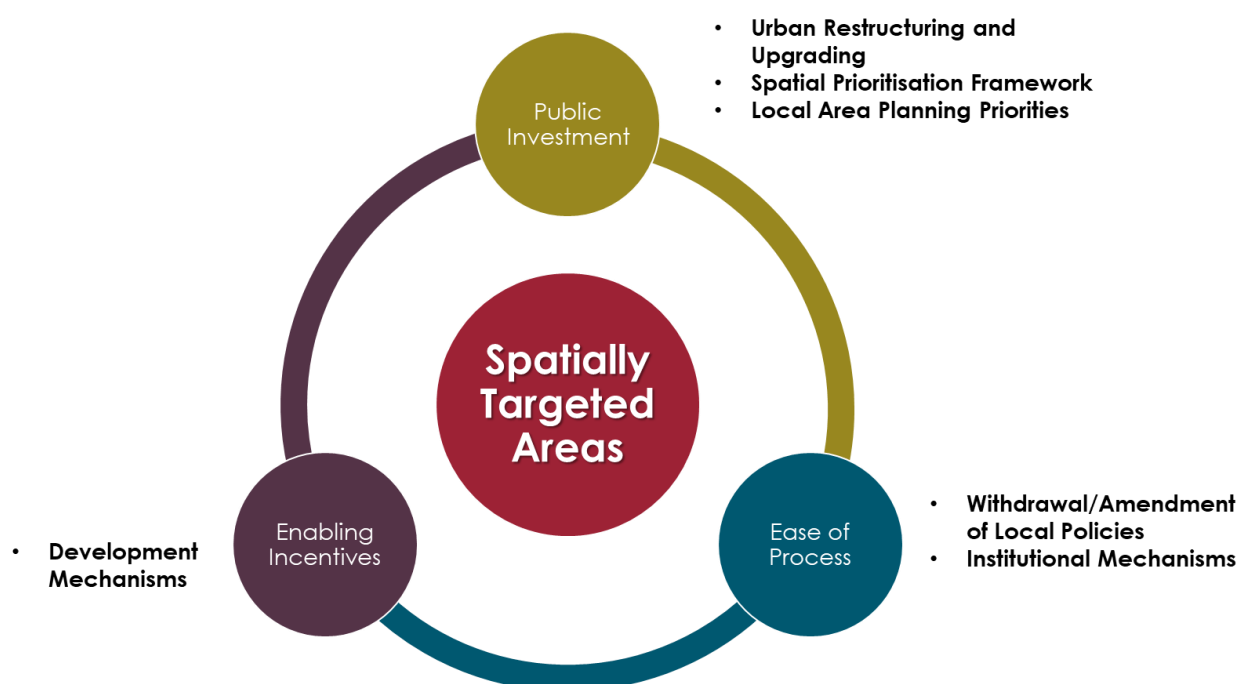 • Urban Restructuring and
Upgrading
• Spatial Prioritisation Framework
• Local Area Planning Priorities
Public
Investment
Spatially
Targeted
Areas
Enabling
Incentives
• Development
Mechanisms
Ease of
Process
• Withdrawal/Amendment
of Local Policies
• Institutional Mechanisms